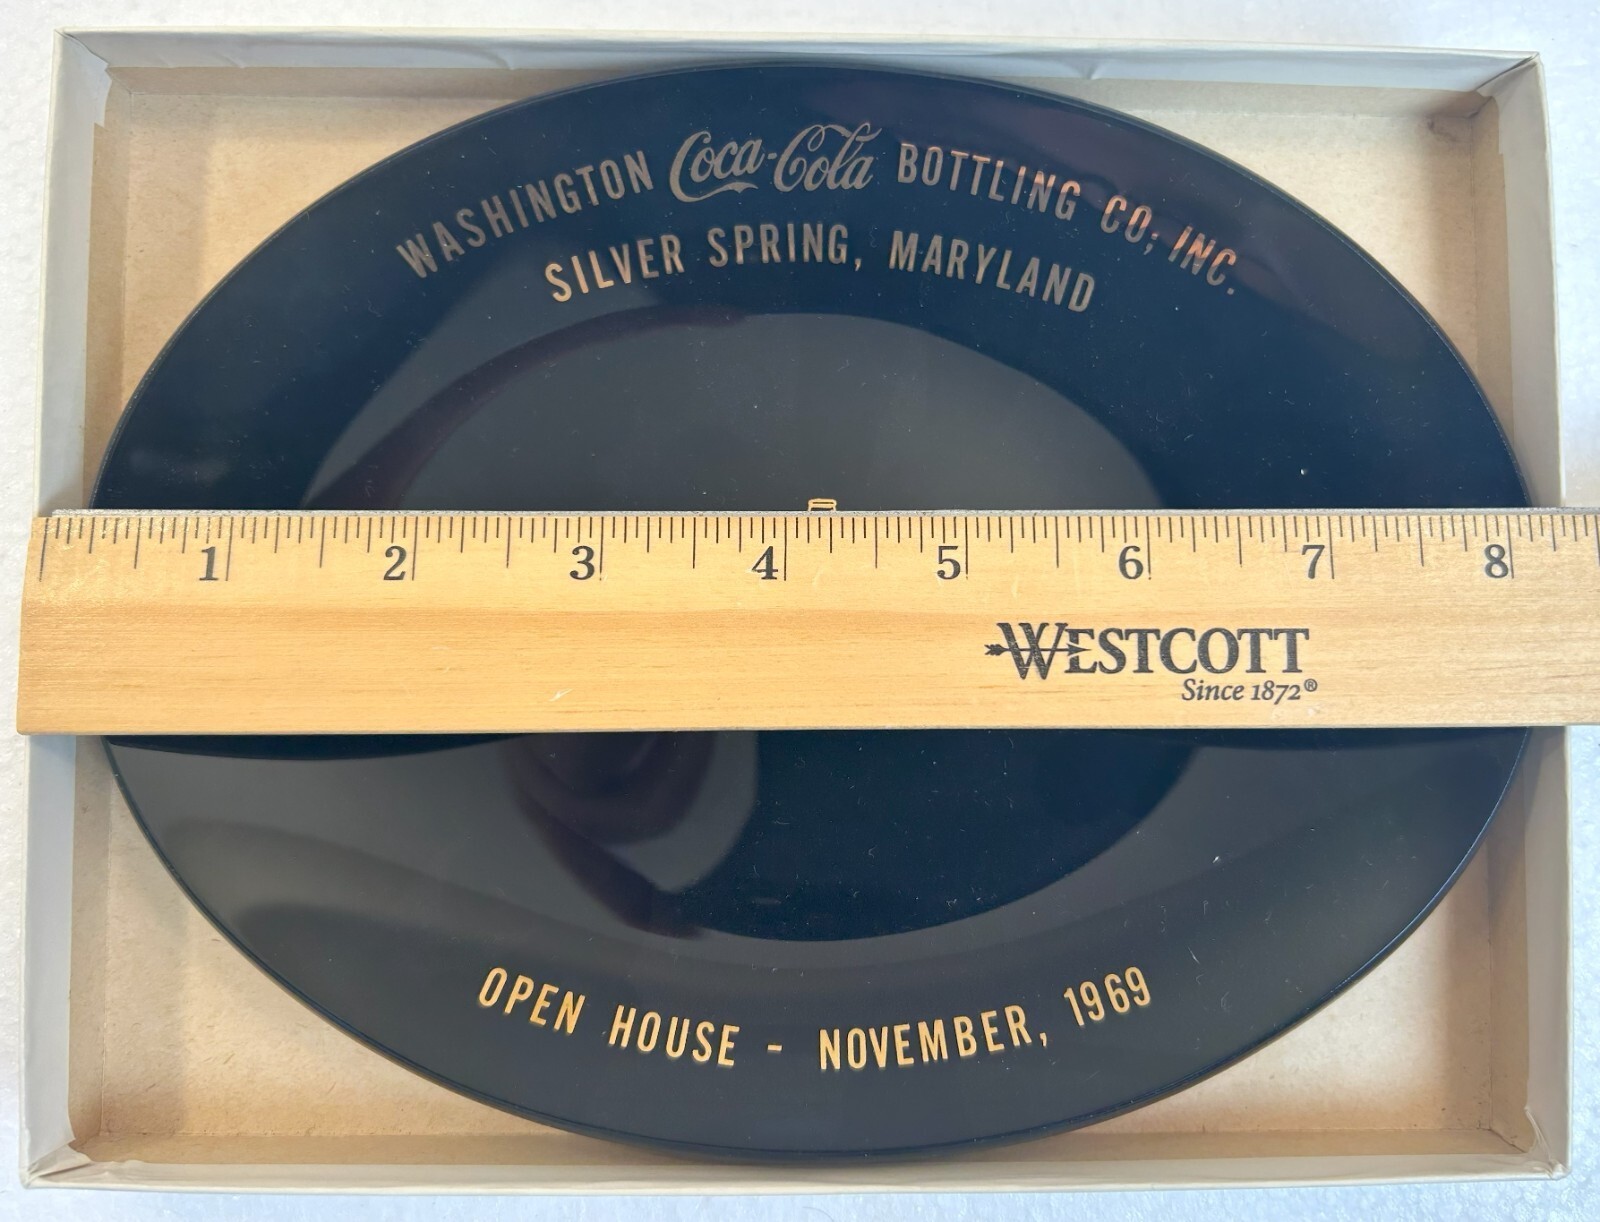 WASHINGTON Coca-Cola BOTTLING CO., INC.
SILVER SPRING, MARYLAND
1 2 3 4 5 6 7 8
WESTCOTT
Since 1872®
OPEN HOUSE - NOVEMBER, 1969